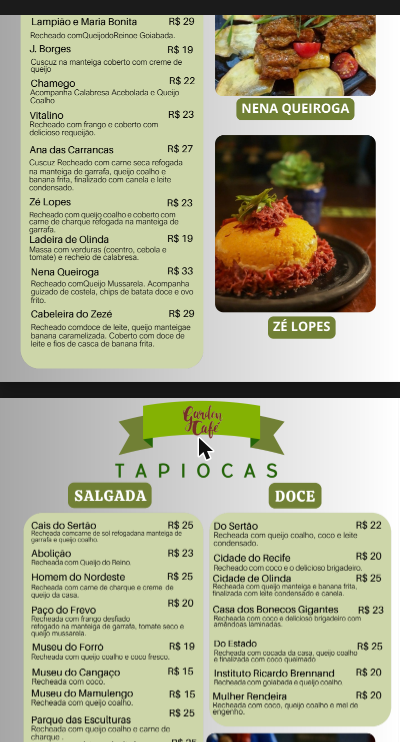 Lampião e Maria Bonita R$ 29
Recheado comQueijodoReinoe Goiabada.
J. Borges R$ 19
Cuscuz na manteiga coberto com creme de
queijo
Chamego R$ 22
Acompanha Calabresa Acebolada e Queijo
Coalho
Vitalino R$ 23
Recheado com frango e coberto com
delicioso requeijão.
Ana das Carrancas R$ 27
Cuscuz Recheado com carne seca refogada
na manteiga de garrafa, queijo coalho e
banana frita, finalizado com canela e leite
condensado.
Zé Lopes R$ 23
Recheado com queijo coalho e coberto com
carne de charque refogada na manteiga de
garrafa.
Ladeira de Olinda R$ 19
Massa com verduras (coentro, cebola e
tomate) e recheio de calabresa.
Nena Queiroga R$ 33
Recheado comQueijo Mussarela. Acompanha
guizado de costela, chips de batata doce e ovo
frito.
Cabeleira do Zezé R$ 29
Recheado comdoce de leite, queijo manteigae
banana caramelizada. Coberto com doce de
leite e fios de casca de banana frita.
NENA QUEIROGA
ZÉ LOPES
Garden
Café
TAPIOCAS
SALGADA
Cais do Sertão R$ 25
Recheada comcarne de sol refogadana manteiga de
garrafa e queijo coalho.
Abolição R$ 23
Recheada com Queijo do Reino.
Homem do Nordeste R$ 25
Recheada com carne de charque e creme de
queijo da casa.
Paço do Frevo R$ 20
Recheada com frango desfiado
refogado na manteiga de garrafa, tomate seco e
queijo mussarela.
Museu do Forró R$ 19
Recheada com queijo coalho e coco fresco.
Museu do Cangaço R$ 15
Recheada com coco.
Museu do Mamulengo R$ 15
Recheada com queijo coalho.
Parque das Esculturas R$ 25
Recheada com queijo coalho e carne de
charque .
DOCE
Do Sertão R$ 22
Recheada com queijo coalho, coco e leite
condensado.
Cidade do Recife R$ 20
Recheado com coco e o delicioso brigadeiro.
Cidade de Olinda R$ 25
Recheada com queijo manteiga e banana frita,
finalizada com leite condensado e canela.
Casa dos Bonecos Gigantes R$ 23
Recheada com coco e delicioso brigadeiro com
amêndoas laminadas.
Do Estado R$ 25
Recheada com cocada da casa, queijo coalho
e finalizada com coco queimado
Instituto Ricardo Brennand R$ 20
Recheada com goiabada e queijo coalho
Mulher Rendeira R$ 20
Recheada com coco, queijo coalho e mel de
engenho.